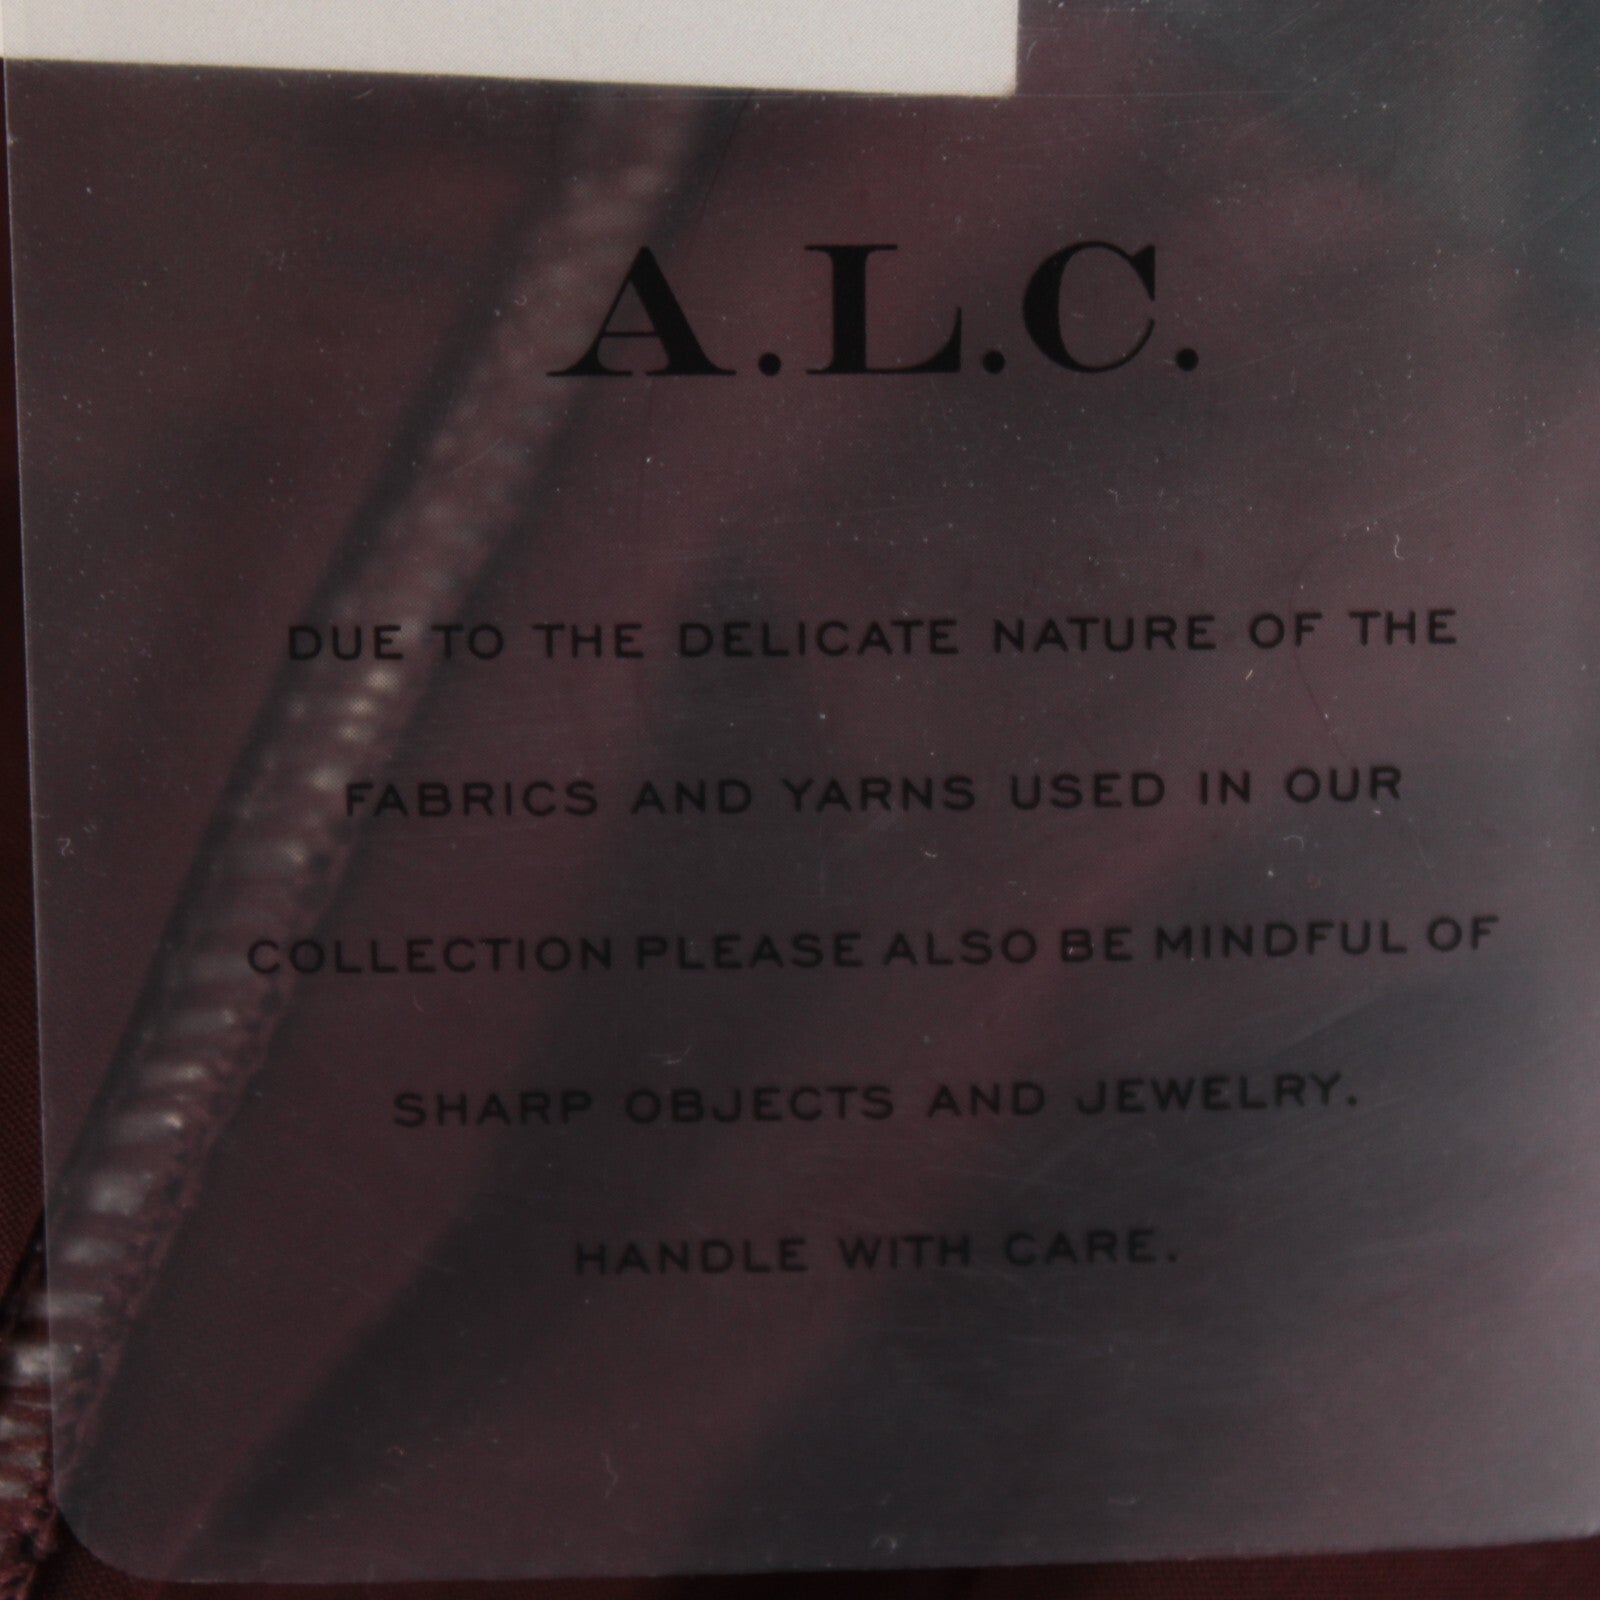 A.L.C.
DUE TO THE DELICATE NATURE OF THE
FABRICS AND YARNS USED IN OUR
COLLECTION PLEASE ALSO BE MINDFUL OF
SHARP OBJECTS AND JEWELRY.
HANDLE WITH CARE.